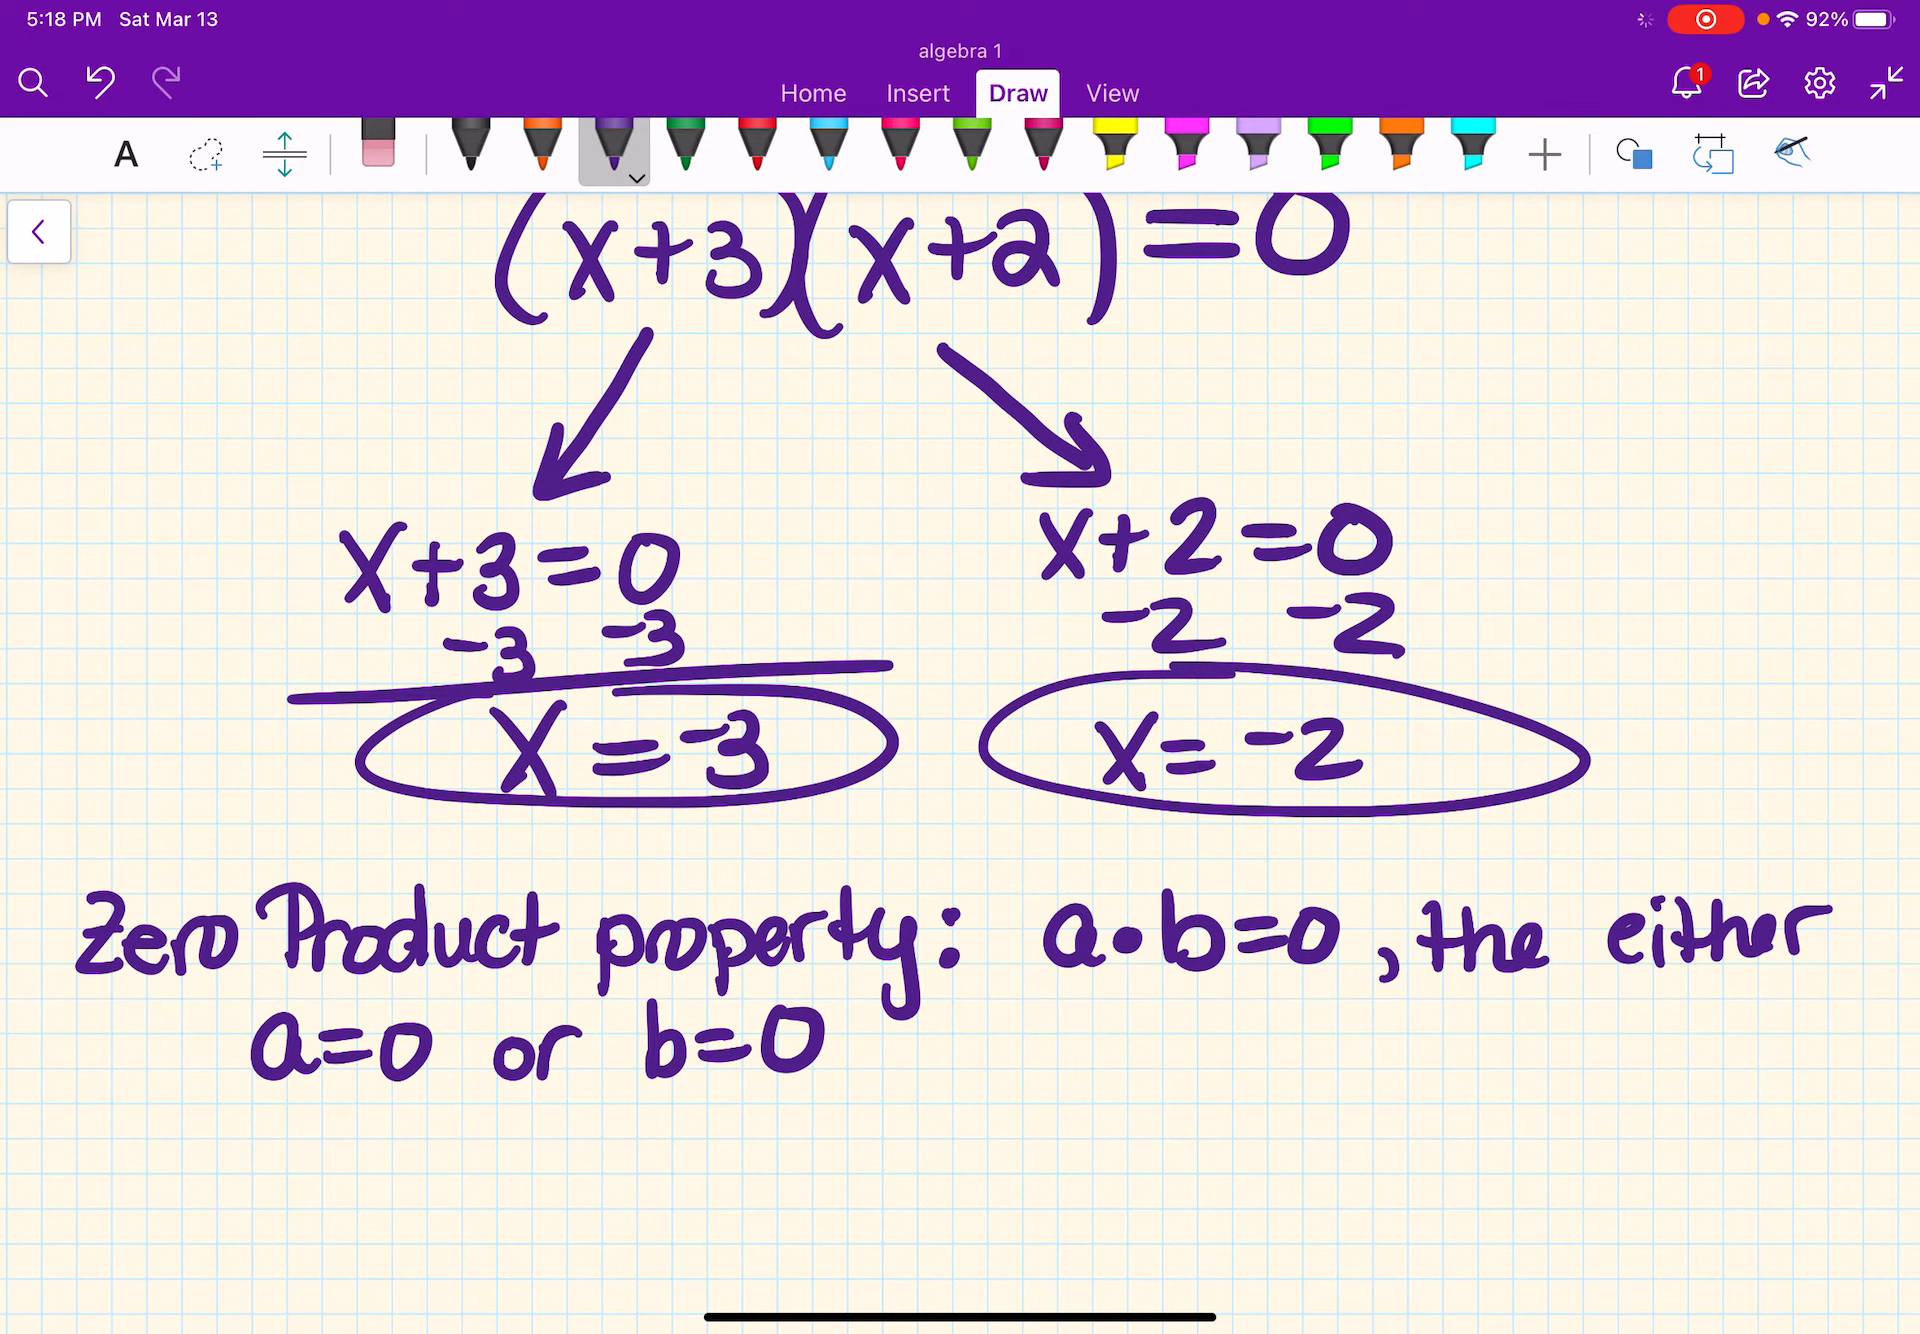 5:18 PM Sat Mar 13
92%
algebra 1
1
Home Insert Draw View
A
(x+3)(x+2)=0
x+3=0 x+2=0
-3 -3 -2 -2
x=-3 x=-2
Zero Product property: a•b=0, the either
a=0 or b=0